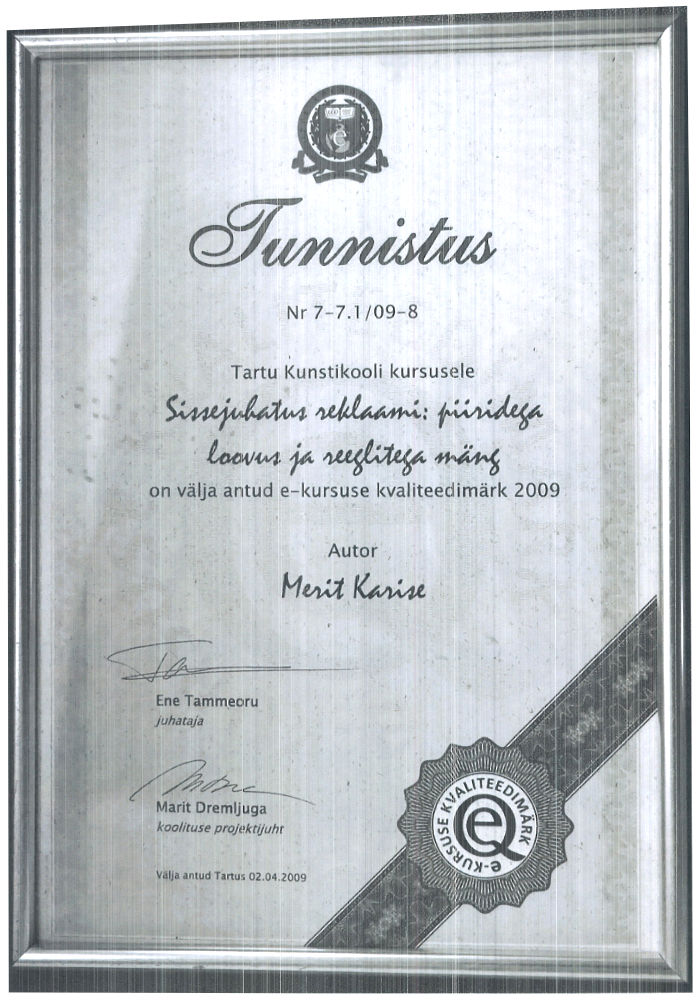 Tunnistus
Nr 7-7.1/09-8
Tartu Kunstikooli kursusele
Sissejuhatus reklaami: piiridega
loovus ja reeglitega mäng
on välja antud e-kursuse kvaliteedimärk 2009
Autor
Merit Karise
Ene Tammeoru
juhataja
Marit Dremljuga
koolituse projektijuht
Välja antud Tartus 02.04.2009
e-KURSUSE KVALITEEDIMÄRK
eQ